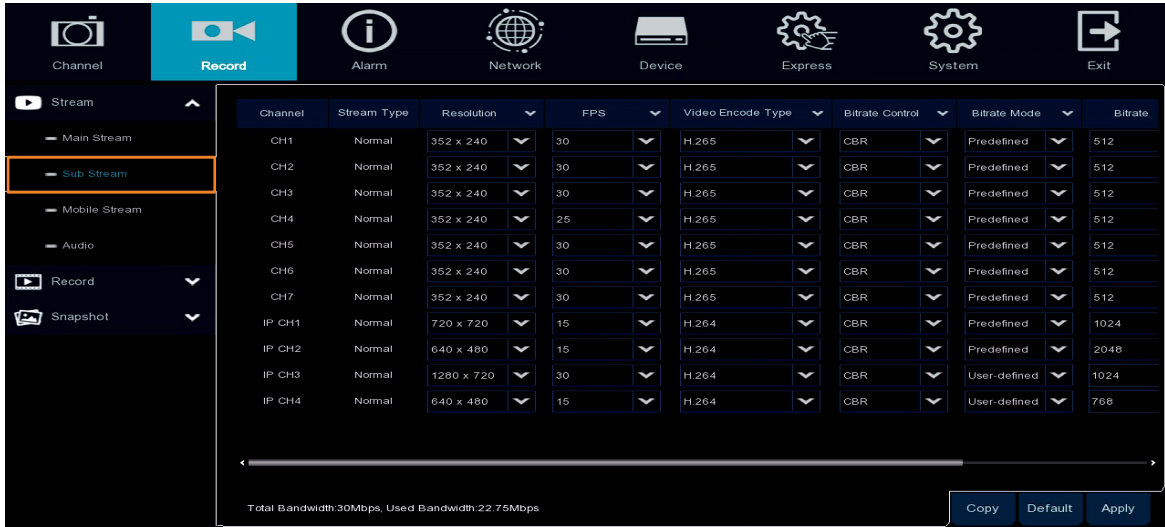 Channel Record Alarm Network Device Express System Exit
Stream
Main Stream
Sub Stream
Mobile Stream
Audio
Record
Snapshot
Channel Stream Type Resolution FPS Video Encode Type Bitrate Control Bitrate Mode Bitrate
CH1 Normal 352 x 240 30 H.265 CBR Predefined 512
CH2 Normal 352 x 240 30 H.265 CBR Predefined 512
CH3 Normal 352 x 240 30 H.265 CBR Predefined 512
CH4 Normal 352 x 240 25 H.265 CBR Predefined 512
CH5 Normal 352 x 240 30 H.265 CBR Predefined 512
CH6 Normal 352 x 240 30 H.265 CBR Predefined 512
CH7 Normal 352 x 240 30 H.265 CBR Predefined 512
IP CH1 Normal 720 x 720 15 H.264 CBR Predefined 1024
IP CH2 Normal 640 x 480 15 H.264 CBR Predefined 2048
IP CH3 Normal 1280 x 720 30 H.264 CBR User-defined 1024
IP CH4 Normal 640 x 480 15 H.264 CBR User-defined 768
Total Bandwidth:30Mbps, Used Bandwidth:22.75Mbps
Copy Default Apply